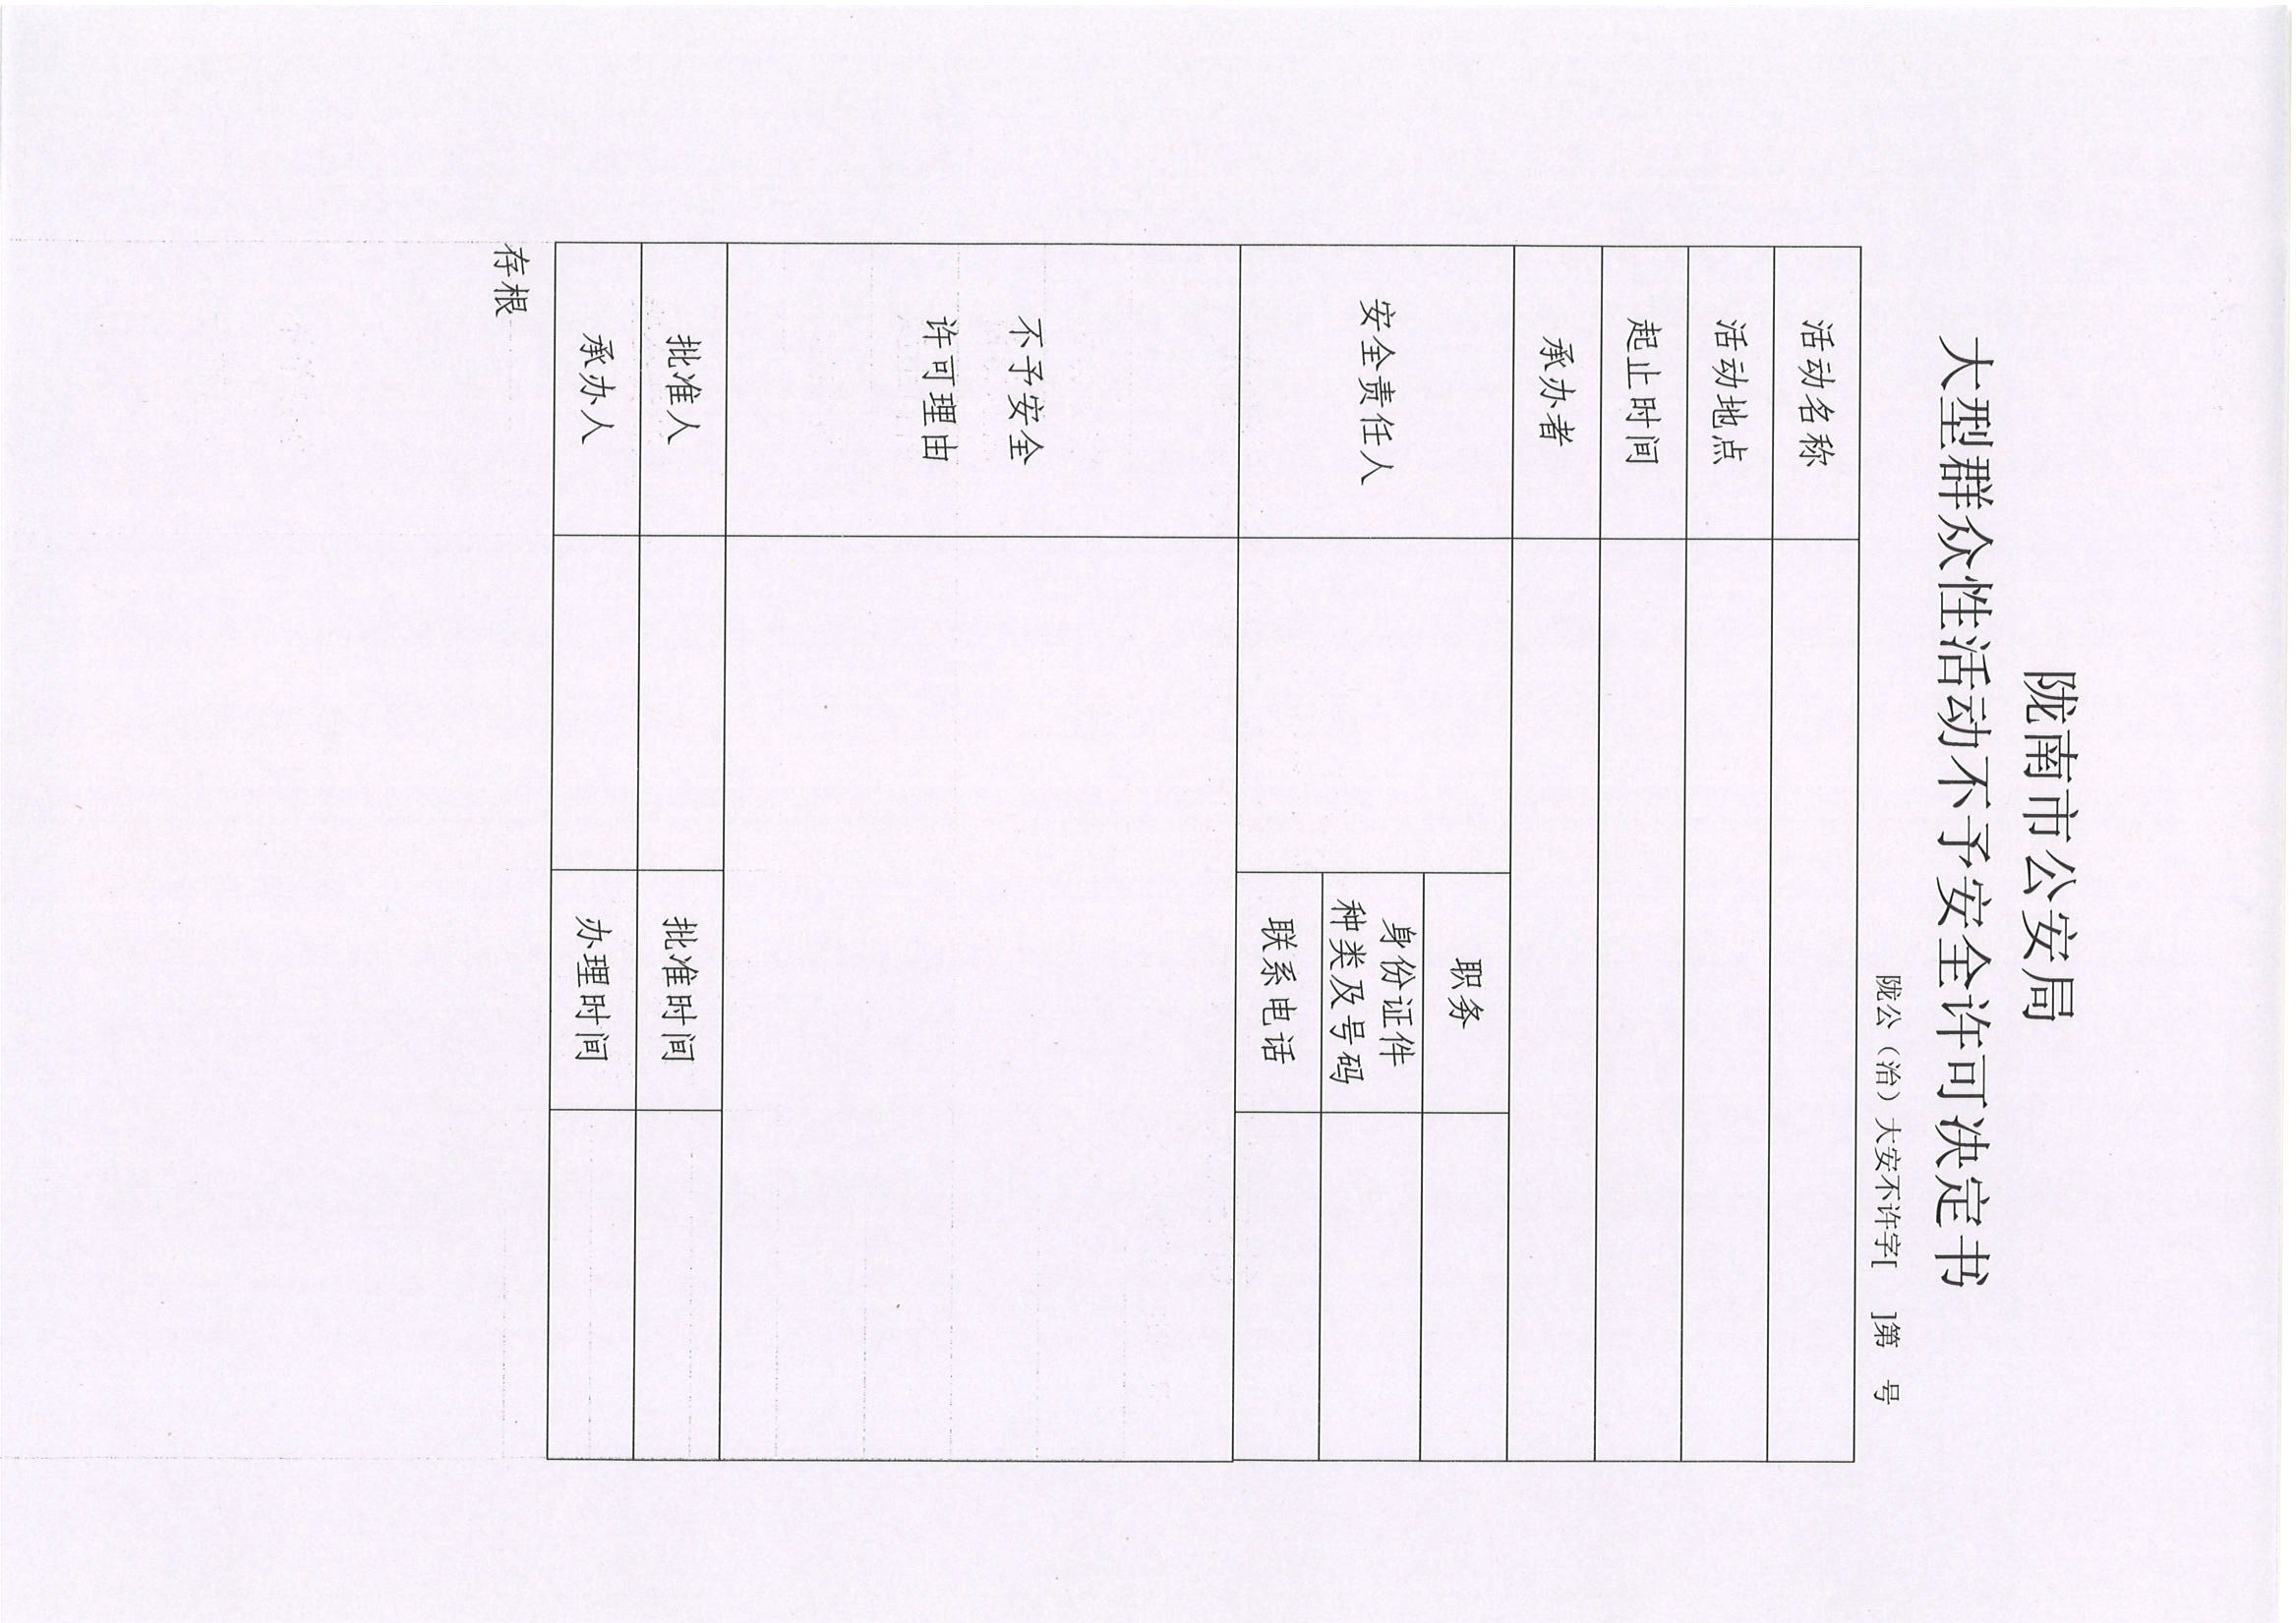 陇南市公安局
大型群众性活动不予安全许可决定书
陇公（治）大安不许字[ ]第 号
活动名称
活动地点
起止时间
承办者
安全责任人
职务
身份证件
种类及号码
联系电话
不予安全
许可理由
批准人
批准时间
承办人
办理时间
存根